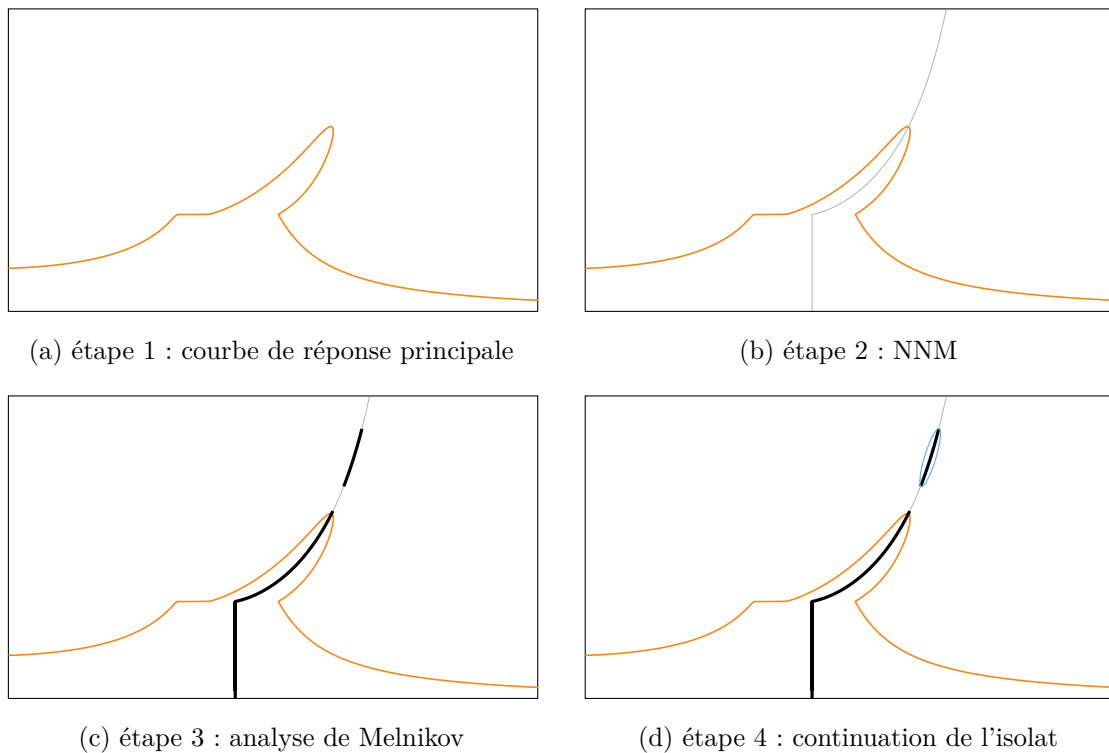 (a) étape 1 : courbe de réponse principale
(b) étape 2 : NNM
(c) étape 3 : analyse de Melnikov
(d) étape 4 : continuation de l'isolat